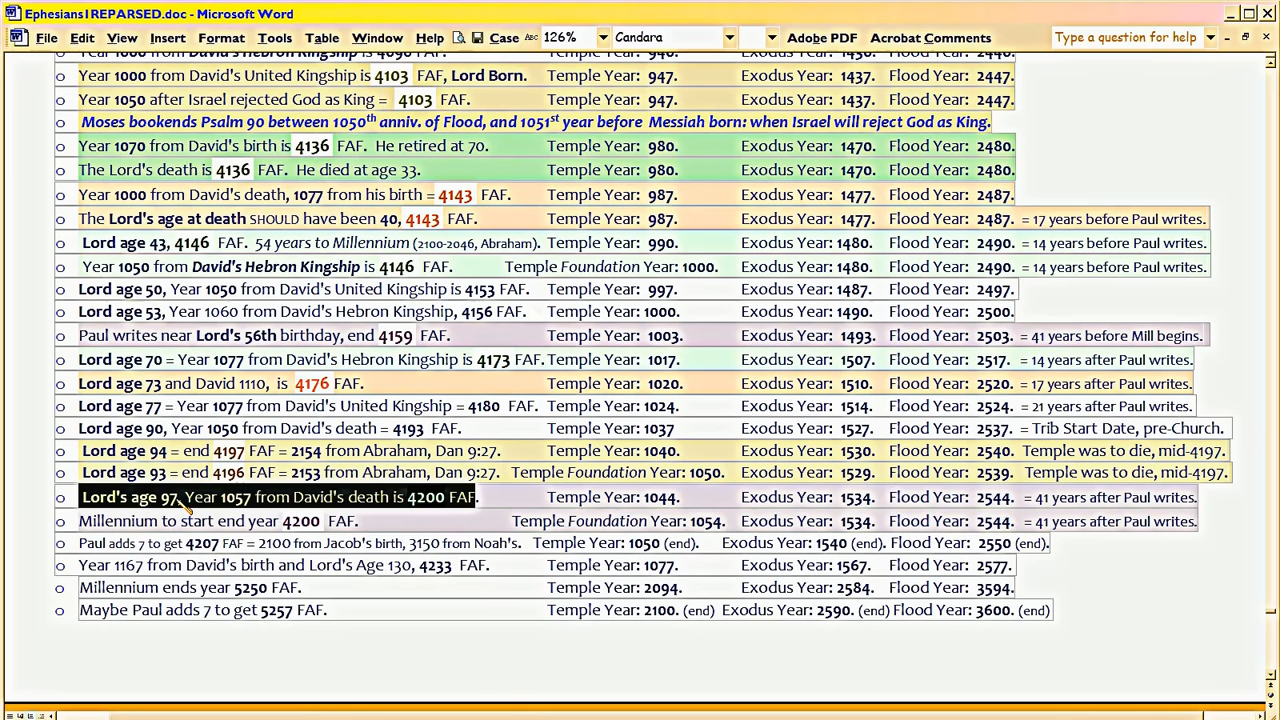 Ephesians1REPARSED.doc - Microsoft Word
File Edit View Insert Format Tools Table Window Help Case ABC 126% Candara Adobe PDF Acrobat Comments Type a question for help
o Year 1000 from David's Hebron Kingship is 4096 FAF. Temple Year: 940. Exodus Year: 1430. Flood Year: 2440.
o Year 1000 from David's United Kingship is 4103 FAF, Lord Born. Temple Year: 947. Exodus Year: 1437. Flood Year: 2447.
o Year 1050 after Israel rejected God as King = 4103 FAF. Temple Year: 947. Exodus Year: 1437. Flood Year: 2447.
o Moses bookends Psalm 90 between 1050th anniv. of Flood, and 1051st year before Messiah born: when Israel will reject God as King.
o Year 1070 from David's birth is 4136 FAF. He retired at 70. Temple Year: 980. Exodus Year: 1470. Flood Year: 2480.
o The Lord's death is 4136 FAF. He died at age 33. Temple Year: 980. Exodus Year: 1470. Flood Year: 2480.
o Year 1000 from David's death, 1077 from his birth = 4143 FAF. Temple Year: 987. Exodus Year: 1477. Flood Year: 2487.
o The Lord's age at death SHOULD have been 40, 4143 FAF. Temple Year: 987. Exodus Year: 1477. Flood Year: 2487. = 17 years before Paul writes.
o Lord age 43, 4146 FAF. 54 years to Millennium (2100-2046, Abraham). Temple Year: 990. Exodus Year: 1480. Flood Year: 2490. = 14 years before Paul writes.
o Year 1050 from David's Hebron Kingship is 4146 FAF. Temple Foundation Year: 1000. Exodus Year: 1480. Flood Year: 2490. = 14 years before Paul writes.
o Lord age 50, Year 1050 from David's United Kingship is 4153 FAF. Temple Year: 997. Exodus Year: 1487. Flood Year: 2497.
o Lord age 53, Year 1060 from David's Hebron Kingship, 4156 FAF. Temple Year: 1000. Exodus Year: 1490. Flood Year: 2500.
o Paul writes near Lord's 56th birthday, end 4159 FAF. Temple Year: 1003. Exodus Year: 1493. Flood Year: 2503. = 41 years before Mill begins.
o Lord age 70 = Year 1077 from David's Hebron Kingship is 4173 FAF. Temple Year: 1017. Exodus Year: 1507. Flood Year: 2517. = 14 years after Paul writes.
o Lord age 73 and David 1110, is 4176 FAF. Temple Year: 1020. Exodus Year: 1510. Flood Year: 2520. = 17 years after Paul writes.
o Lord age 77 = Year 1077 from David's United Kingship = 4180 FAF. Temple Year: 1024. Exodus Year: 1514. Flood Year: 2524. = 21 years after Paul writes.
o Lord age 90, Year 1050 from David's death = 4193 FAF. Temple Year: 1037 Exodus Year: 1527. Flood Year: 2537. = Trib Start Date, pre-Church.
o Lord age 94 = end 4197 FAF = 2154 from Abraham, Dan 9:27. Temple Year: 1040. Exodus Year: 1530. Flood Year: 2540. Temple was to die, mid-4197.
o Lord age 93 = end 4196 FAF = 2153 from Abraham, Dan 9:27. Temple Foundation Year: 1050. Exodus Year: 1529. Flood Year: 2539. Temple was to die, mid-4197.
o Lord's age 97, Year 1057 from David's death is 4200 FAF. Temple Year: 1044. Exodus Year: 1534. Flood Year: 2544. = 41 years after Paul writes.
o Millennium to start end year 4200 FAF. Temple Foundation Year: 1054. Exodus Year: 1534. Flood Year: 2544. = 41 years after Paul writes.
o Paul adds 7 to get 4207 FAF = 2100 from Jacob's birth, 3150 from Noah's. Temple Year: 1050 (end). Exodus Year: 1540 (end). Flood Year: 2550 (end).
o Year 1167 from David's birth and Lord's Age 130, 4233 FAF. Temple Year: 1077. Exodus Year: 1567. Flood Year: 2577.
o Millennium ends year 5250 FAF. Temple Year: 2094. Exodus Year: 2584. Flood Year: 3594.
o Maybe Paul adds 7 to get 5257 FAF. Temple Year: 2100. (end) Exodus Year: 2590. (end) Flood Year: 3600. (end)